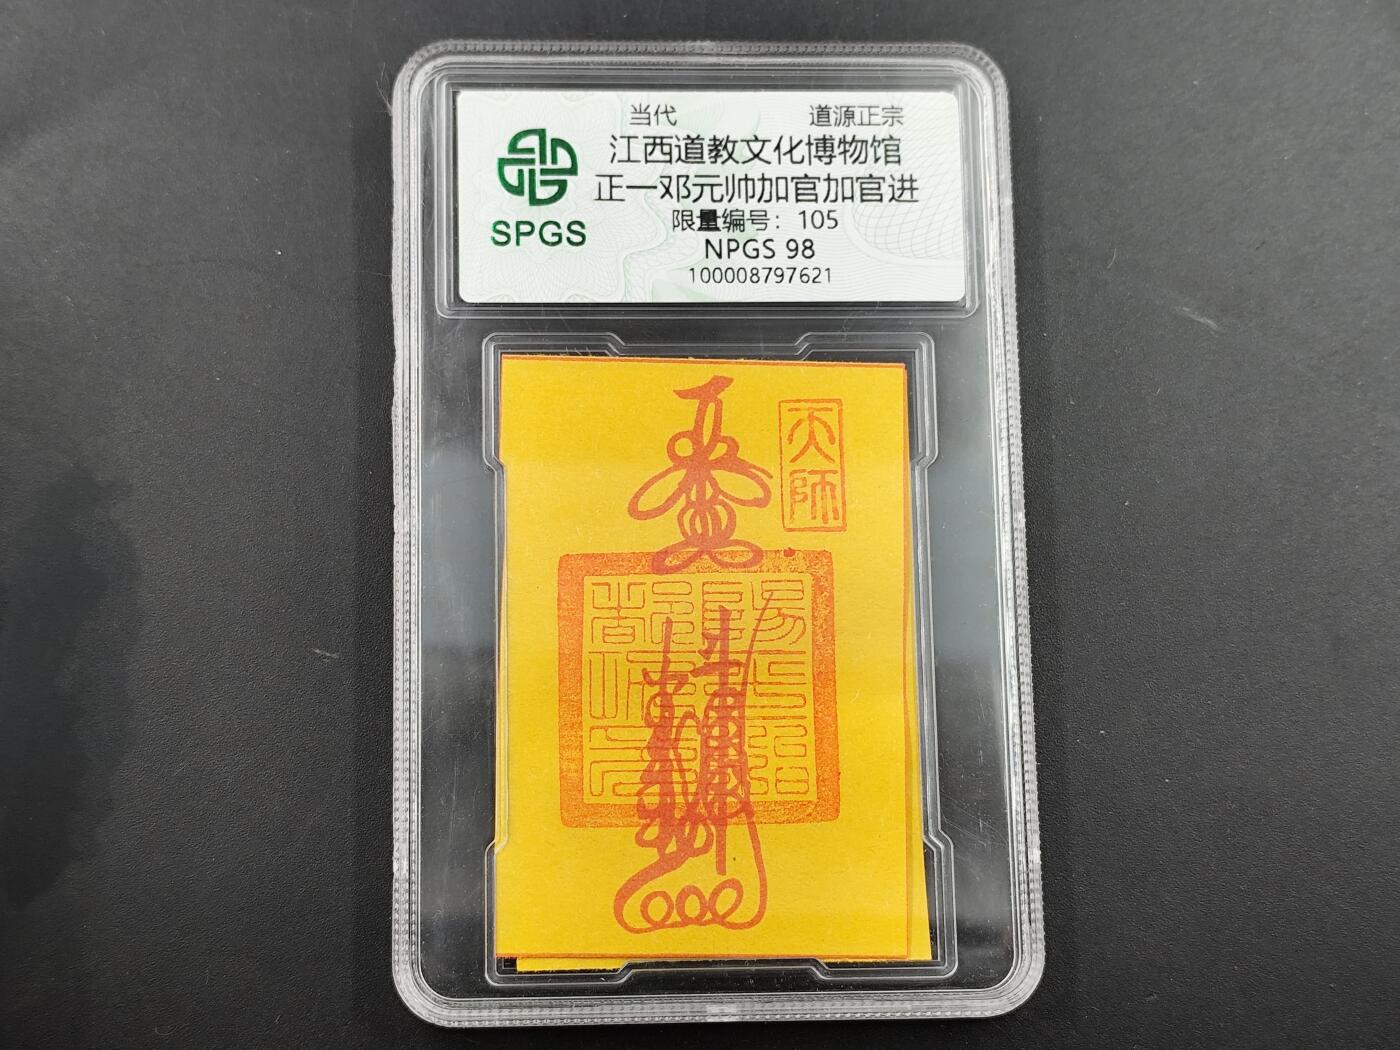 当代 道源正宗
江西道教文化博物馆
正一邓元帅加官加官进
限量编号：105
NPGS 98
100008797621
SPGS
天師